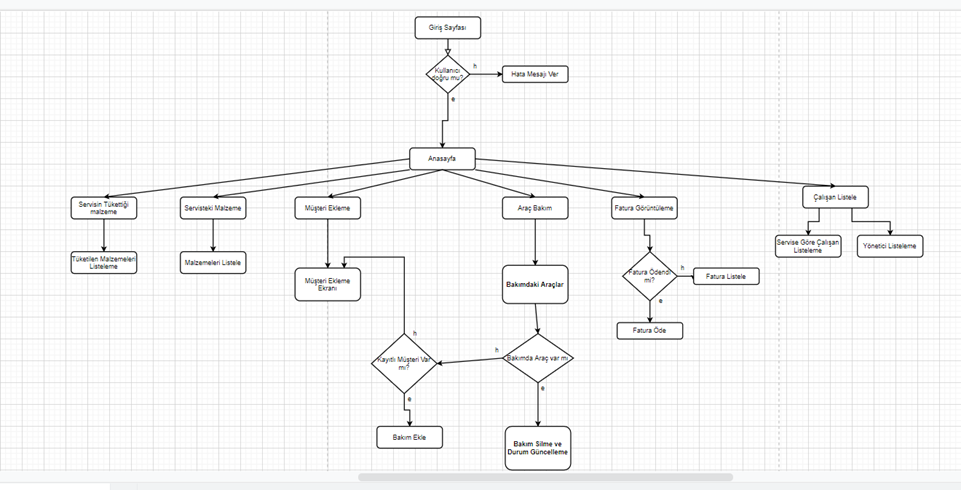 Giriş Sayfası
Kullanıcı
doğru mu?
h
Hata Mesajı Ver
e
Anasayfa
Servisin Tükettiği
malzeme
Servisteki Malzeme
Müşteri Ekleme
Araç Bakım
Fatura Görüntüleme
Çalışan Listele
Tüketilen Malzemeleri
Listeleme
Malzemeleri Listele
Müşteri Ekleme
Ekranı
Bakımdaki Araçlar
Fatura Ödendi
mi?
h
Fatura Listele
e
Fatura Öde
Servise Göre Çalışan
Listeleme
Yönetici Listeleme
h
Kayıtlı Müşteri Var
mı?
e
Bakım Ekle
h
Bakımda Araç var mı
e
Bakım Silme ve
Durum Güncelleme